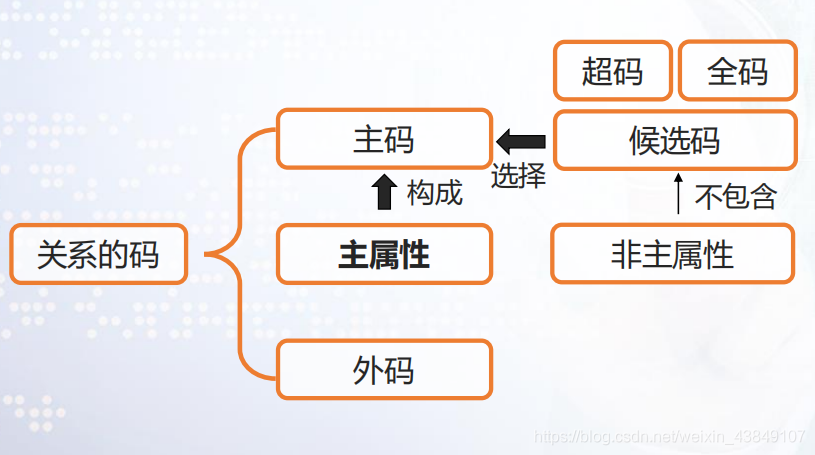 超码
全码
主码
候选码
选择
构成
不包含
关系的码
主属性
非主属性
外码
https://blog.csdn.net/weixin_43849107